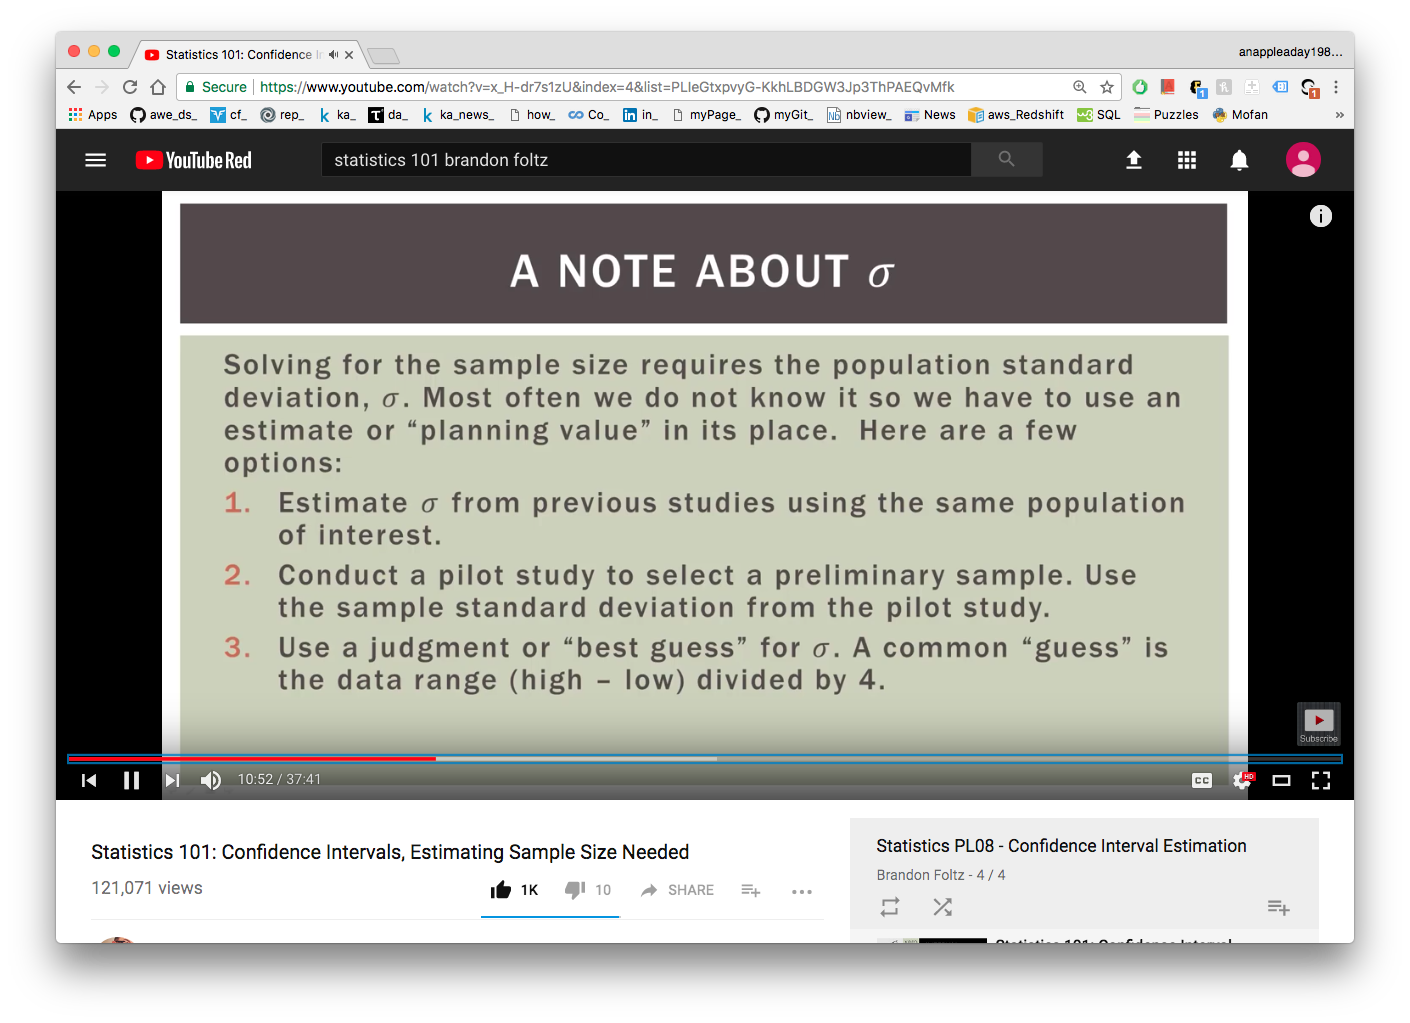 Statistics 101: Confidence I
anappleaday198...
Secure https://www.youtube.com/watch?v=x_H-dr7s1zU&index=4&list=PLIeGtxpvyG-KkhLBDGW3Jp3ThPAEQvMfk
Apps awe_ds_ cf_ rep_ ka_ da_ ka_news_ how_ Co_ in_ myPage_ myGit_ nbview_ News aws_Redshift SQL Puzzles Mofan »
YouTube Red
statistics 101 brandon foltz
A NOTE ABOUT σ
Solving for the sample size requires the population standard
deviation, σ. Most often we do not know it so we have to use an
estimate or “planning value” in its place. Here are a few
options:
1. Estimate σ from previous studies using the same population
of interest.
2. Conduct a pilot study to select a preliminary sample. Use
the sample standard deviation from the pilot study.
3. Use a judgment or “best guess” for σ. A common “guess” is
the data range (high – low) divided by 4.
Subscribe
10:52 / 37:41
CC
HD
Statistics 101: Confidence Intervals, Estimating Sample Size Needed
121,071 views
1K
10
SHARE
Statistics PL08 - Confidence Interval Estimation
Brandon Foltz - 4 / 4
Statistics 101: Confidence Interval